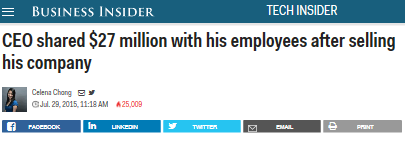 BUSINESS INSIDER
TECH INSIDER
CEO shared $27 million with his employees after selling
his company
Celena Chong
Jul. 29, 2015, 11:18 AM 25,009
FACEBOOK
LINKEDIN
TWITTER
EMAIL
PRINT